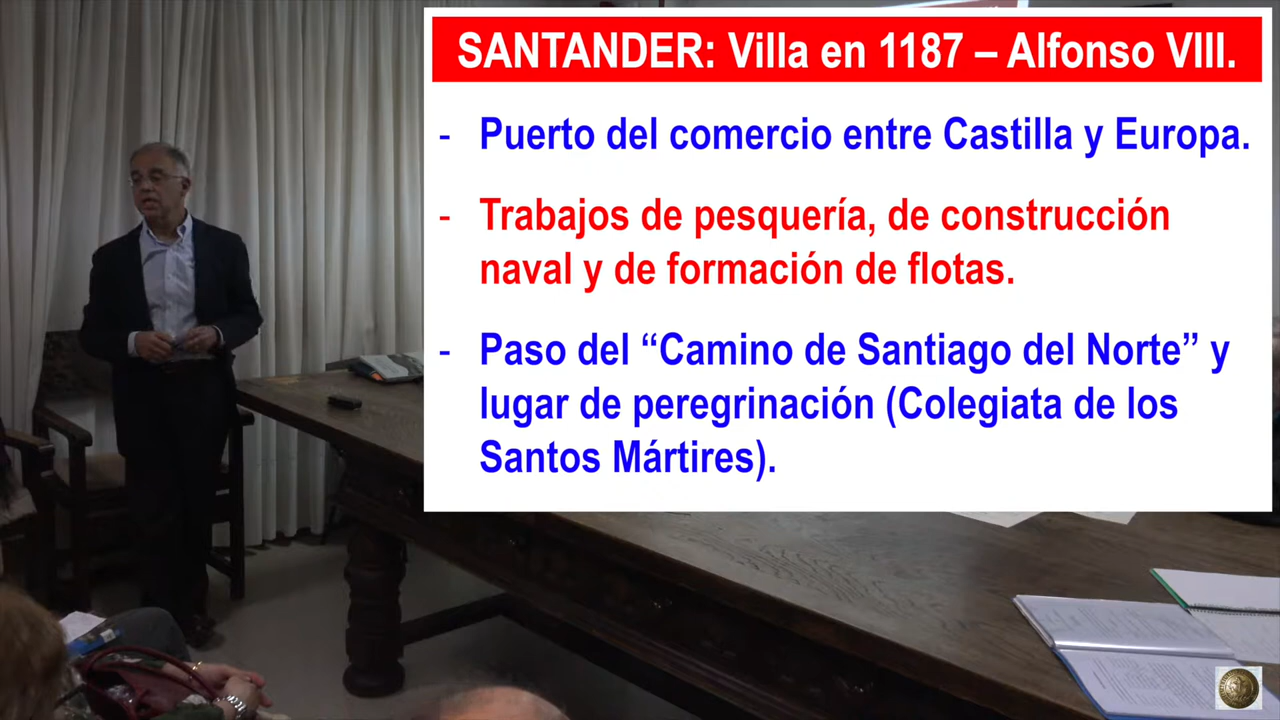 SANTANDER: Villa en 1187 – Alfonso VIII.
- Puerto del comercio entre Castilla y Europa.
- Trabajos de pesquería, de construcción
naval y de formación de flotas.
- Paso del “Camino de Santiago del Norte” y
lugar de peregrinación (Colegiata de los
Santos Mártires).